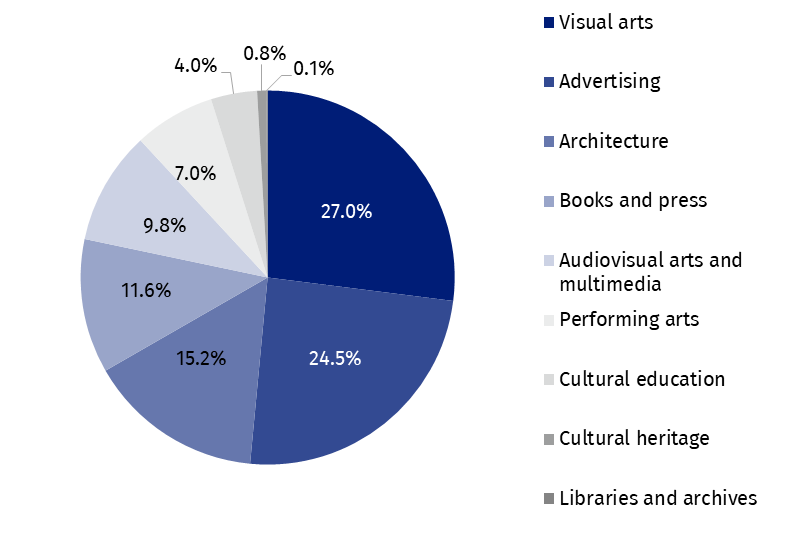 4.0%
0.8%
0.1%
7.0%
27.0%
9.8%
11.6%
15.2%
24.5%
Visual arts
Advertising
Architecture
Books and press
Audiovisual arts and
multimedia
Performing arts
Cultural education
Cultural heritage
Libraries and archives